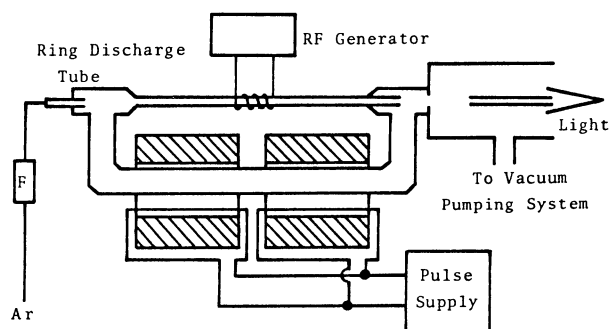 Ring Discharge
Tube
RF Generator
Light
F
To Vacuum
Pumping System
Pulse
Supply
Ar